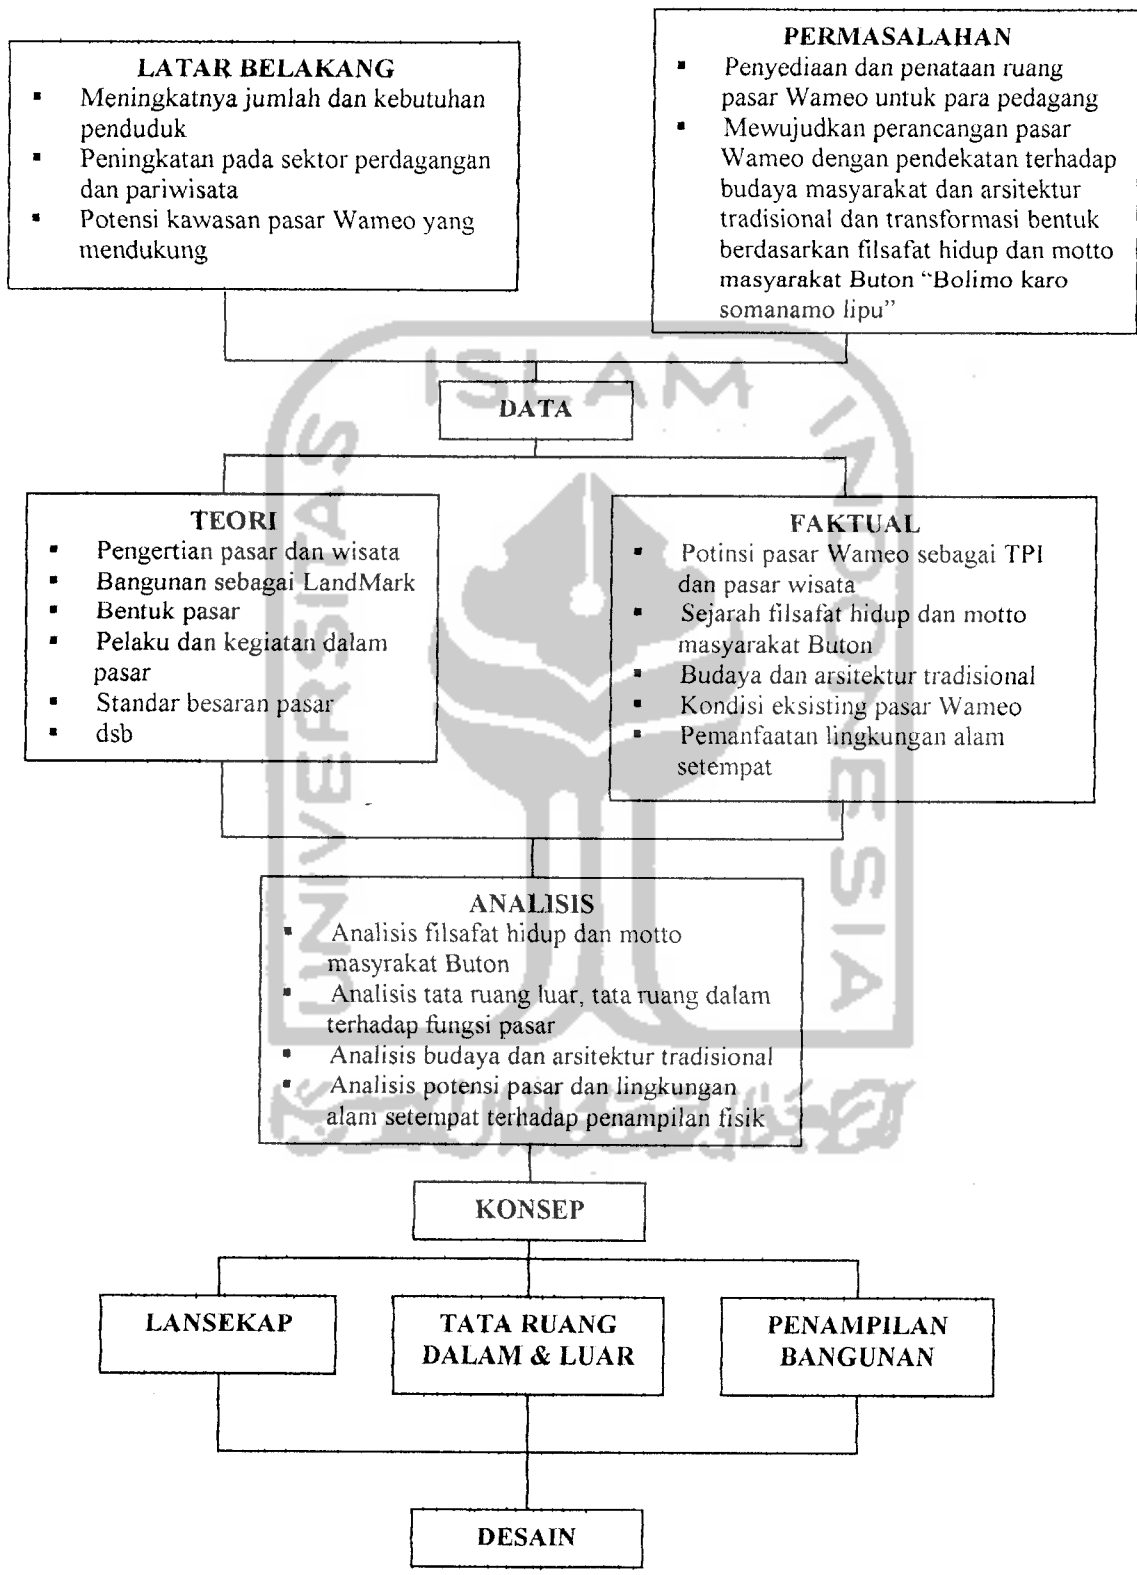 LATAR BELAKANG
▪ Meningkatnya jumlah dan kebutuhan
penduduk
▪ Peningkatan pada sektor perdagangan
dan pariwisata
▪ Potensi kawasan pasar Wameo yang
mendukung
PERMASALAHAN
▪ Penyediaan dan penataan ruang
pasar Wameo untuk para pedagang
▪ Mewujudkan perancangan pasar
Wameo dengan pendekatan terhadap
budaya masyarakat dan arsitektur
tradisional dan transformasi bentuk
berdasarkan filsafat hidup dan motto
masyarakat Buton “Bolimo karo
somanamo lipu”
DATA
TEORI
▪ Pengertian pasar dan wisata
▪ Bangunan sebagai LandMark
▪ Bentuk pasar
▪ Pelaku dan kegiatan dalam
pasar
▪ Standar besaran pasar
▪ dsb
FAKTUAL
▪ Potinsi pasar Wameo sebagai TPI
dan pasar wisata
▪ Sejarah filsafat hidup dan motto
masyarakat Buton
▪ Budaya dan arsitektur tradisional
▪ Kondisi eksisting pasar Wameo
▪ Pemanfaatan lingkungan alam
setempat
ANALISIS
▪ Analisis filsafat hidup dan motto
masyrakat Buton
▪ Analisis tata ruang luar, tata ruang dalam
terhadap fungsi pasar
▪ Analisis budaya dan arsitektur tradisional
▪ Analisis potensi pasar dan lingkungan
alam setempat terhadap penampilan fisik
KONSEP
LANSEKAP
TATA RUANG
DALAM & LUAR
PENAMPILAN
BANGUNAN
DESAIN
UNIVERSITAS
ISLAM
INDONESIA